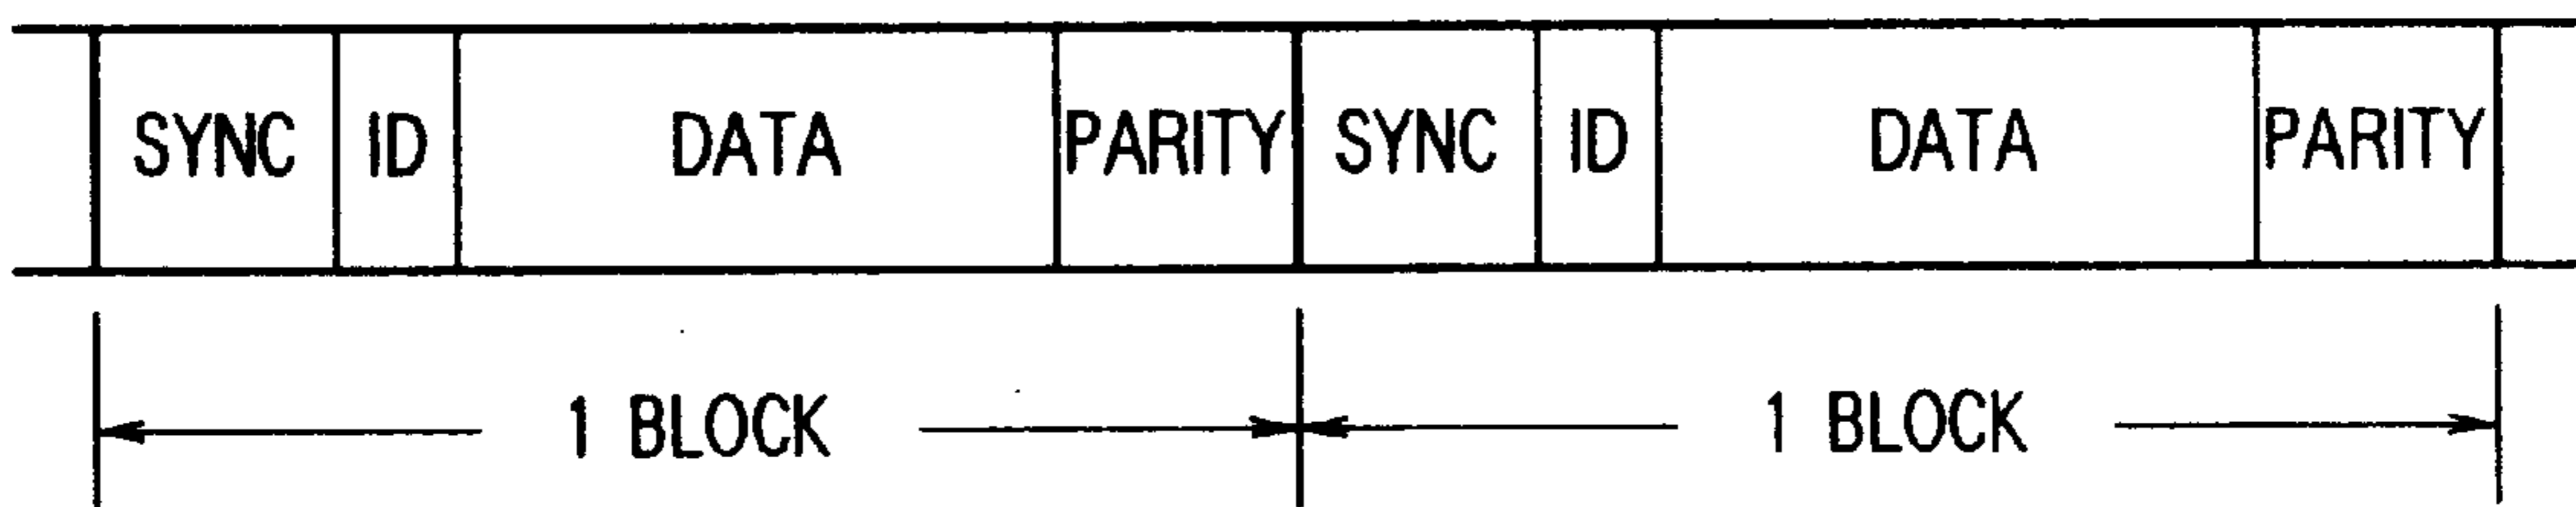 SYNC ID DATA PARITY SYNC ID DATA PARITY
1 BLOCK 1 BLOCK